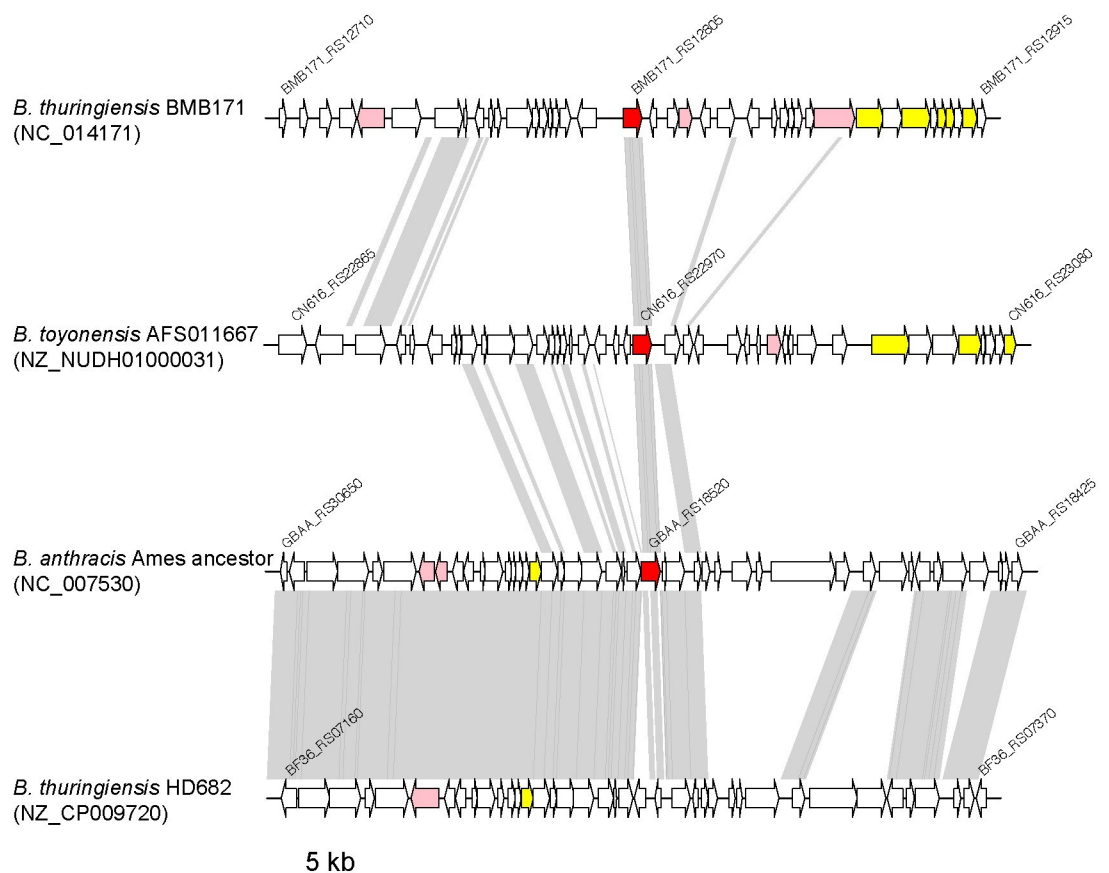 BMB171_RS12710
BMB171_RS12805
BMB171_RS12915
B. thuringiensis BMB171
(NC_014171)
CN616_RS22865
CN616_RS22970
CN616_RS23080
B. toyonensis AFS011667
(NZ_NUDH01000031)
GBAA_RS30650
GBAA_RS18520
GBAA_RS18425
B. anthracis Ames ancestor
(NC_007530)
BF36_RS07160
BF36_RS07370
B. thuringiensis HD682
(NZ_CP009720)
5 kb